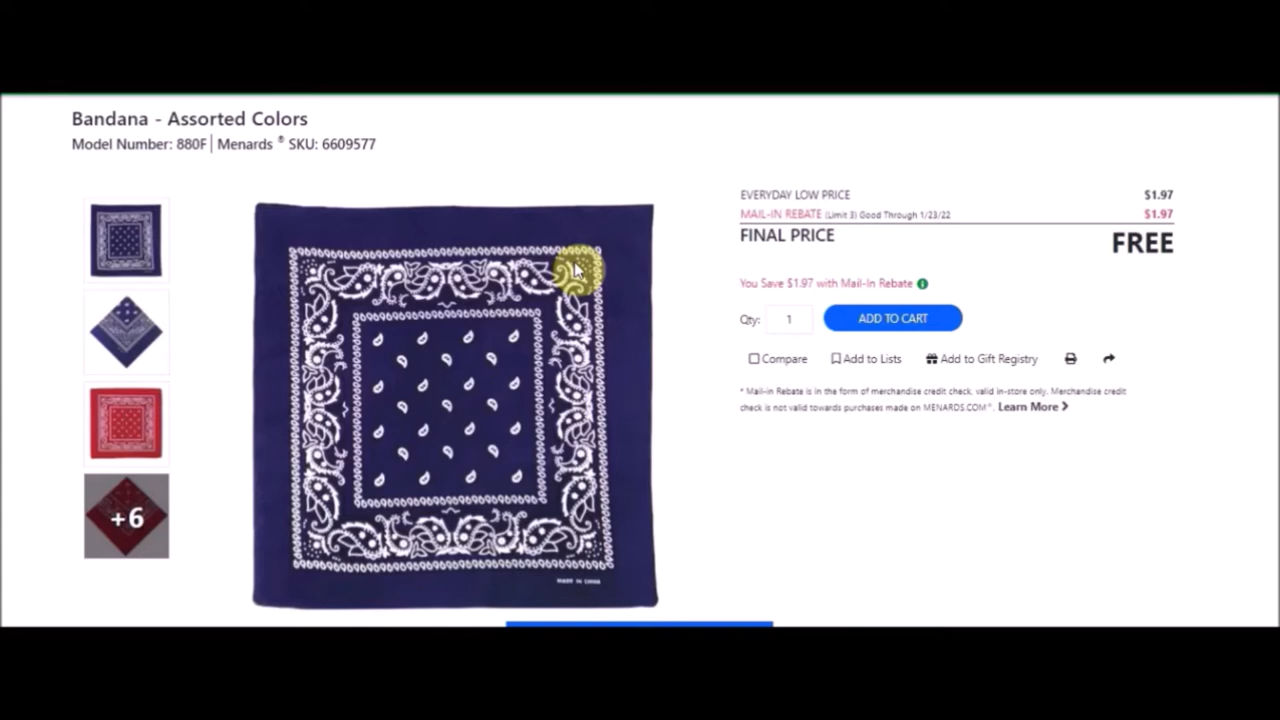 Bandana - Assorted Colors
Model Number: 880F | Menards ® SKU: 6609577
EVERYDAY LOW PRICE $1.97
MAIL-IN REBATE (Limit 3) Good Through 1/23/22 $1.97
FINAL PRICE FREE
You Save $1.97 with Mail-In Rebate
Qty: 1 ADD TO CART
Compare Add to Lists Add to Gift Registry
* Mail-in Rebate is in the form of merchandise credit check, valid in-store only. Merchandise credit
check is not valid towards purchases made on MENARDS.COM®. Learn More
+6
MADE IN CHINA